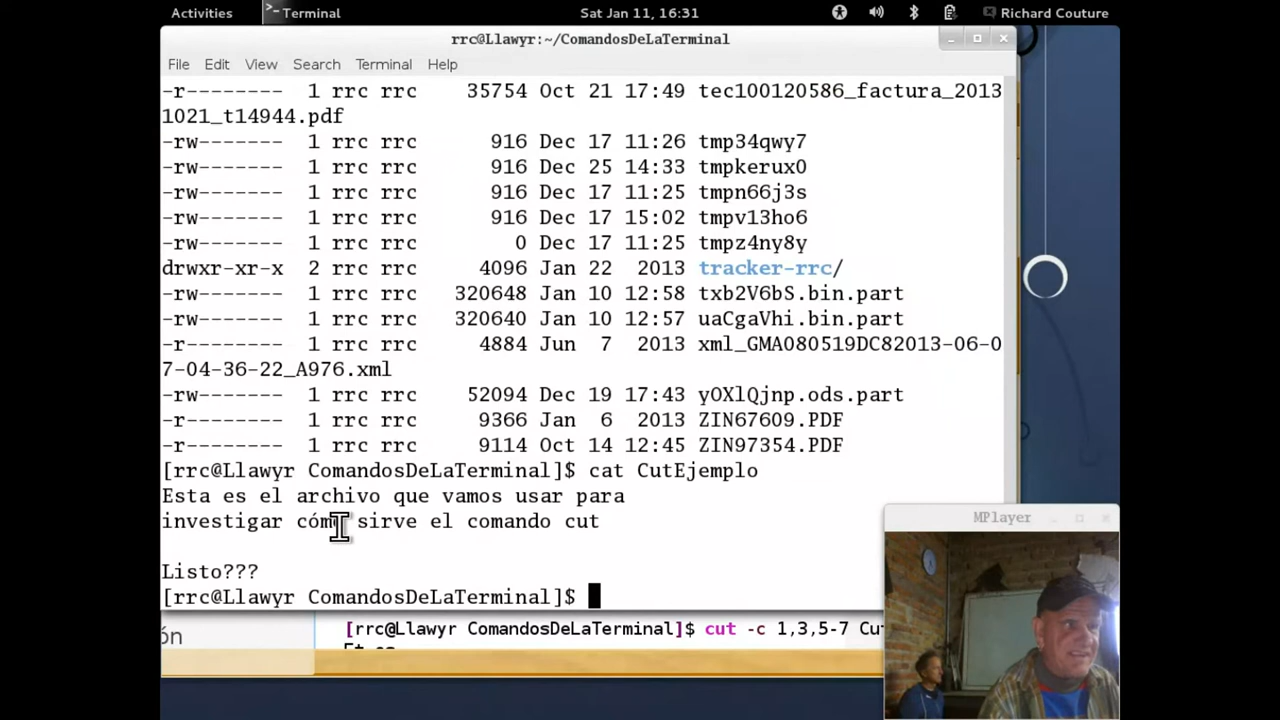 Activities
Terminal
Sat Jan 11, 16:31
Richard Couture
rrc@Llawyr:~/ComandosDeLaTerminal
File Edit View Search Terminal Help
-r-------- 1 rrc rrc 35754 Oct 21 17:49 tec100120586_factura_2013
1021_t14944.pdf
-rw------- 1 rrc rrc 916 Dec 17 11:26 tmp34qwy7
-rw------- 1 rrc rrc 916 Dec 25 14:33 tmpkerux0
-rw------- 1 rrc rrc 916 Dec 17 11:25 tmpn66j3s
-rw------- 1 rrc rrc 916 Dec 17 15:02 tmpv13ho6
-rw------- 1 rrc rrc 0 Dec 17 11:25 tmpz4ny8y
drwxr-xr-x 2 rrc rrc 4096 Jan 22 2013 tracker-rrc/
-rw------- 1 rrc rrc 320648 Jan 10 12:58 txb2V6bS.bin.part
-rw------- 1 rrc rrc 320640 Jan 10 12:57 uaCgaVhi.bin.part
-r-------- 1 rrc rrc 4884 Jun 7 2013 xml_GMA080519DC82013-06-0
7-04-36-22_A976.xml
-rw------- 1 rrc rrc 52094 Dec 19 17:43 yOXlQjnp.ods.part
-r-------- 1 rrc rrc 9366 Jan 6 2013 ZIN67609.PDF
-r-------- 1 rrc rrc 9114 Oct 14 12:45 ZIN97354.PDF
[rrc@Llawyr ComandosDeLaTerminal]$ cat CutEjemplo
Esta es el archivo que vamos usar para
investigar cómo sirve el comando cut
Listo???
[rrc@Llawyr ComandosDeLaTerminal]$
MPlayer
ón
[rrc@Llawyr ComandosDeLaTerminal]$ cut -c 1,3,5-7 Cu